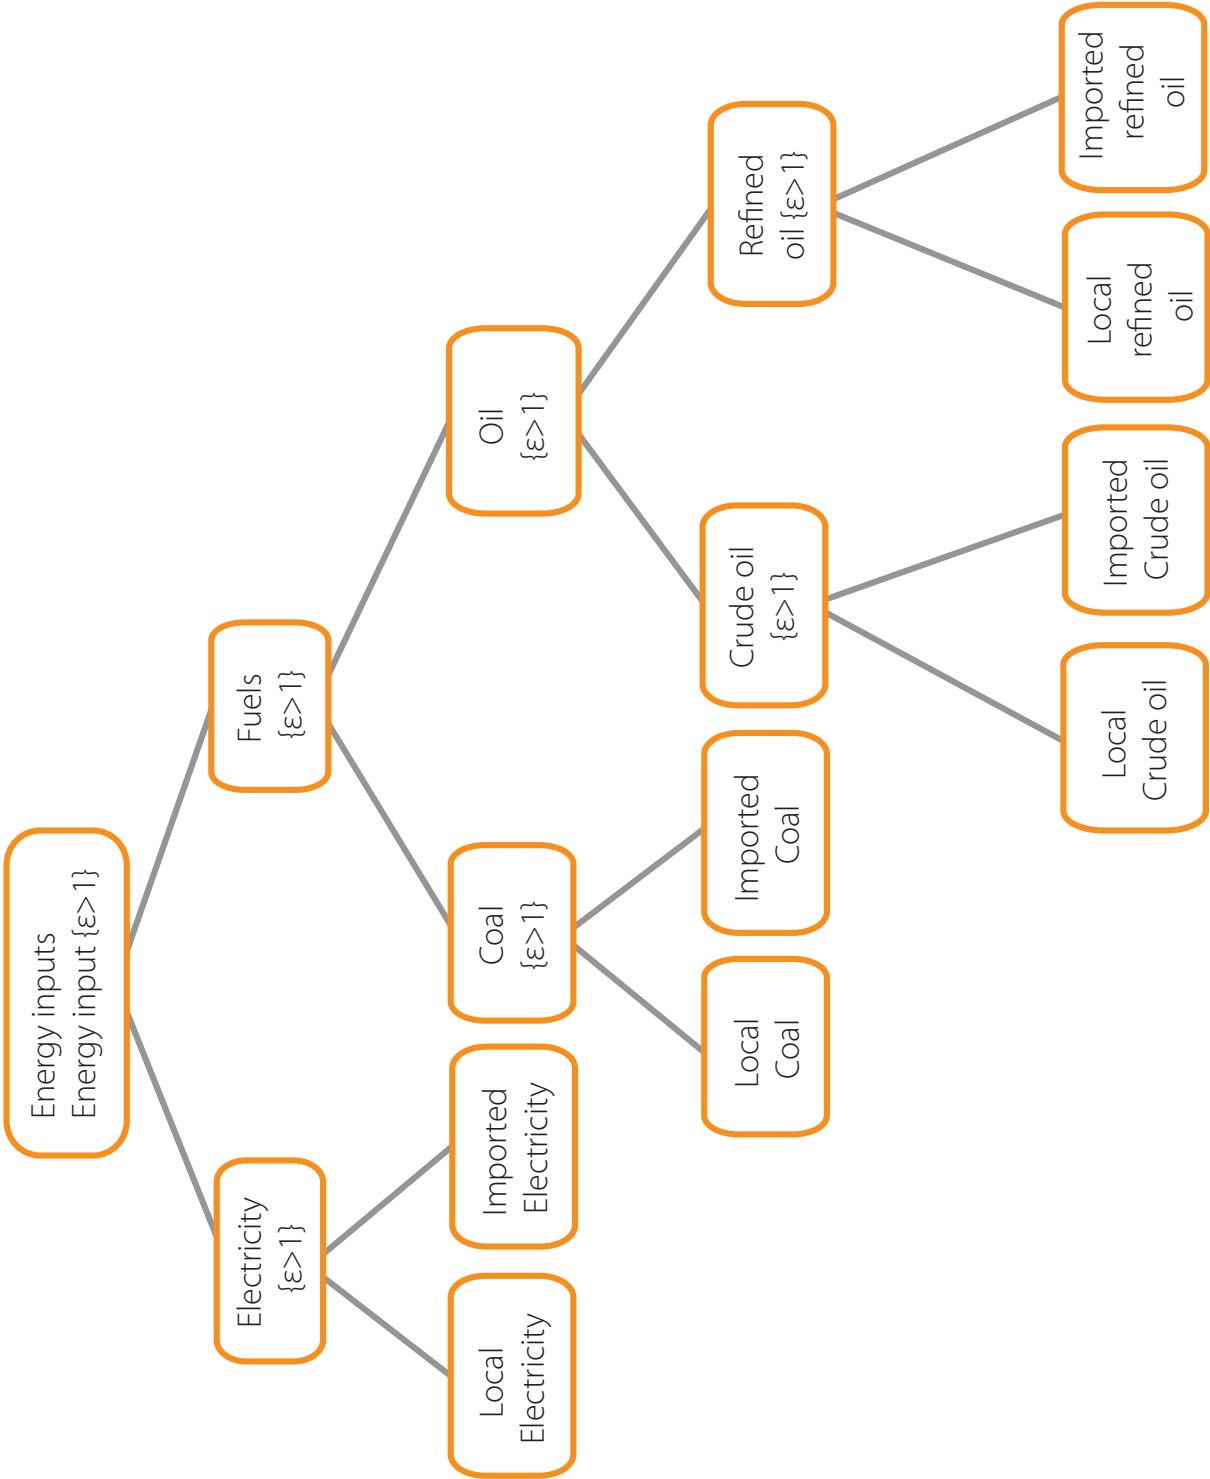 Energy inputs
Energy input {ε>1}
Electricity
{ε>1}
Fuels
{ε>1}
Local
Electricity
Imported
Electricity
Coal
{ε>1}
Oil
{ε>1}
Local
Coal
Imported
Coal
Crude oil
{ε>1}
Refined
oil {ε>1}
Local
Crude oil
Imported
Crude oil
Local
refined
oil
Imported
refined
oil